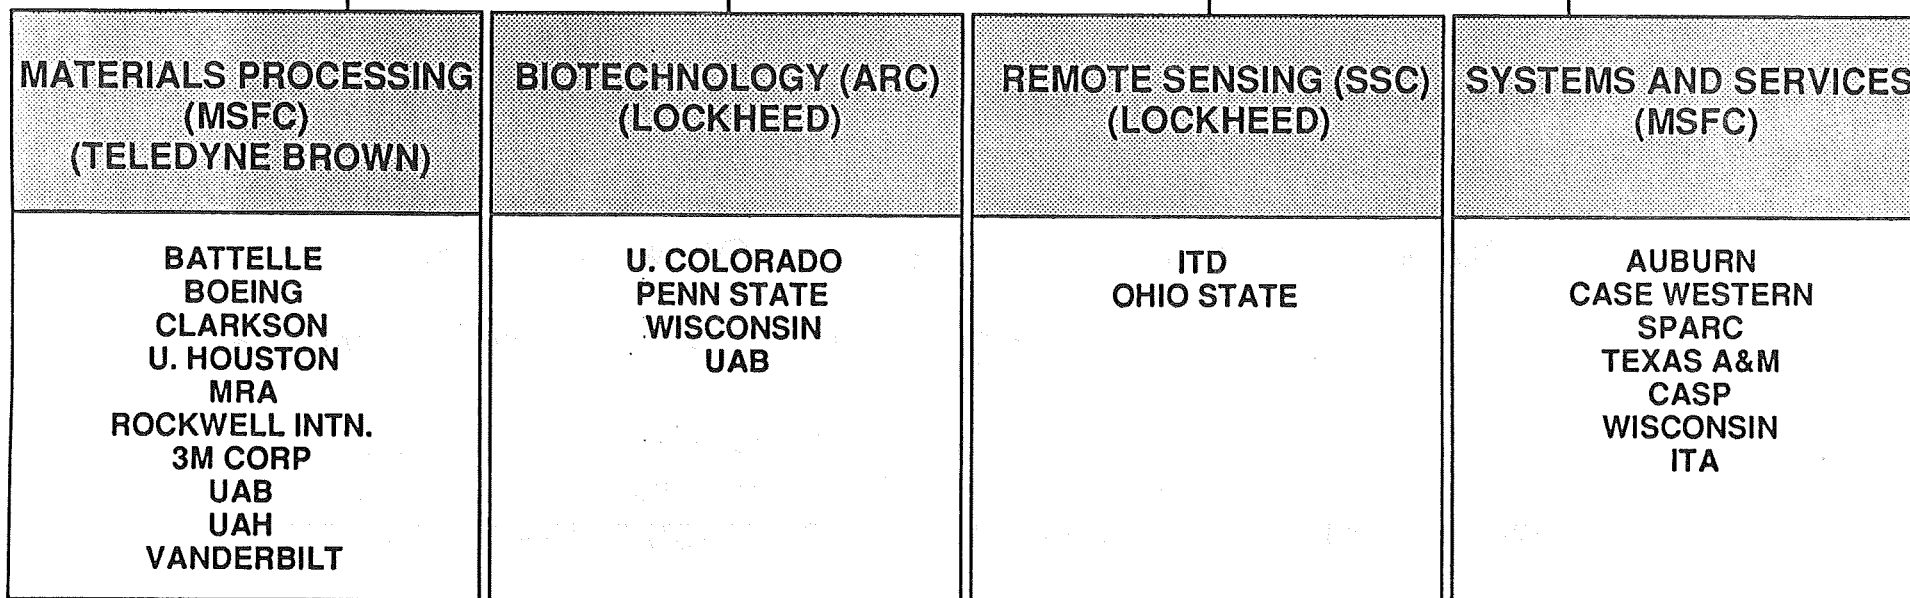 MATERIALS PROCESSING
(MSFC)
(TELEDYNE BROWN)
BATTELLE
BOEING
CLARKSON
U. HOUSTON
MRA
ROCKWELL INTN.
3M CORP
UAB
UAH
VANDERBILT
BIOTECHNOLOGY (ARC)
(LOCKHEED)
U. COLORADO
PENN STATE
WISCONSIN
UAB
REMOTE SENSING (SSC)
(LOCKHEED)
ITD
OHIO STATE
SYSTEMS AND SERVICES
(MSFC)
AUBURN
CASE WESTERN
SPARC
TEXAS A&M
CASP
WISCONSIN
ITA